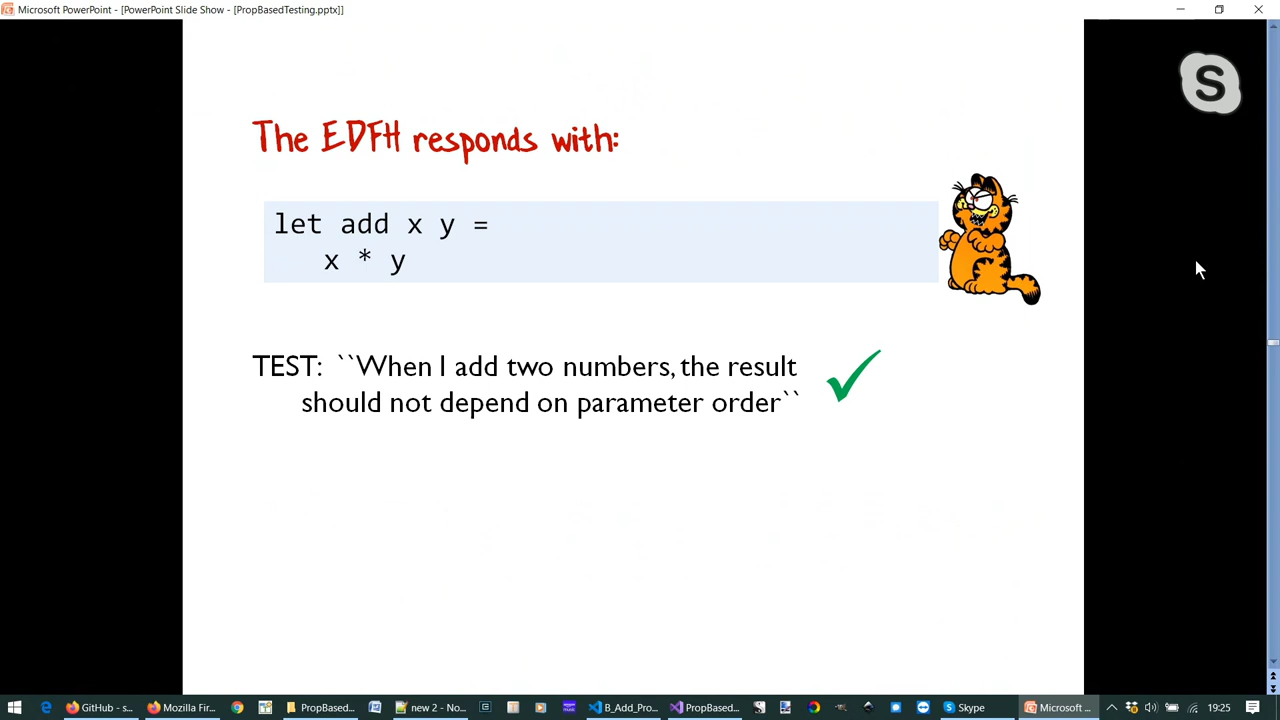 Microsoft PowerPoint - [PowerPoint Slide Show - [PropBasedTesting.pptx]]
S
The EDFH responds with:
let add x y =
x * y
TEST: ``When I add two numbers, the result
should not depend on parameter order``
GitHub - s...
Mozilla Fir...
PropBased...
new 2 - No...
B_Add_Pro...
PropBased...
Skype
Microsoft ...
19:25